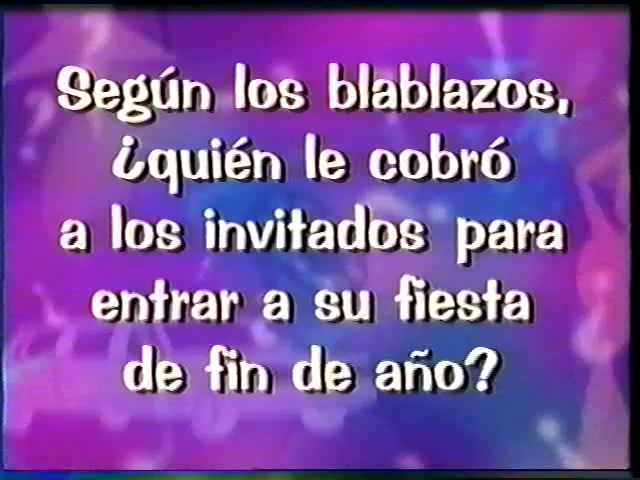 Según los blablazos,
¿quién le cobró
a los invitados para
entrar a su fiesta
de fin de año?